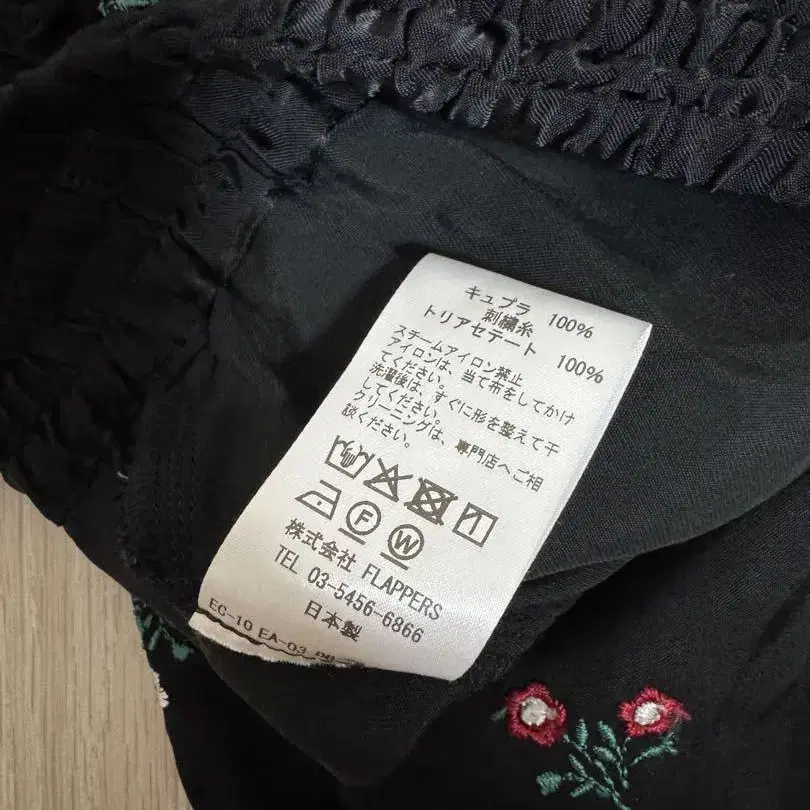 キュプラ 100%
刺繍糸
トリアセテート 100%
スチームアイロン禁止
アイロンは、当て布をしてかけ
てください。
洗濯後は、すぐに形を整えて干
してください。
クリーニングは、専門店へご相
談ください。
F W
株式会社 FLAPPERS
TEL 03-5456-6866
日本製
EC-10 EA-03